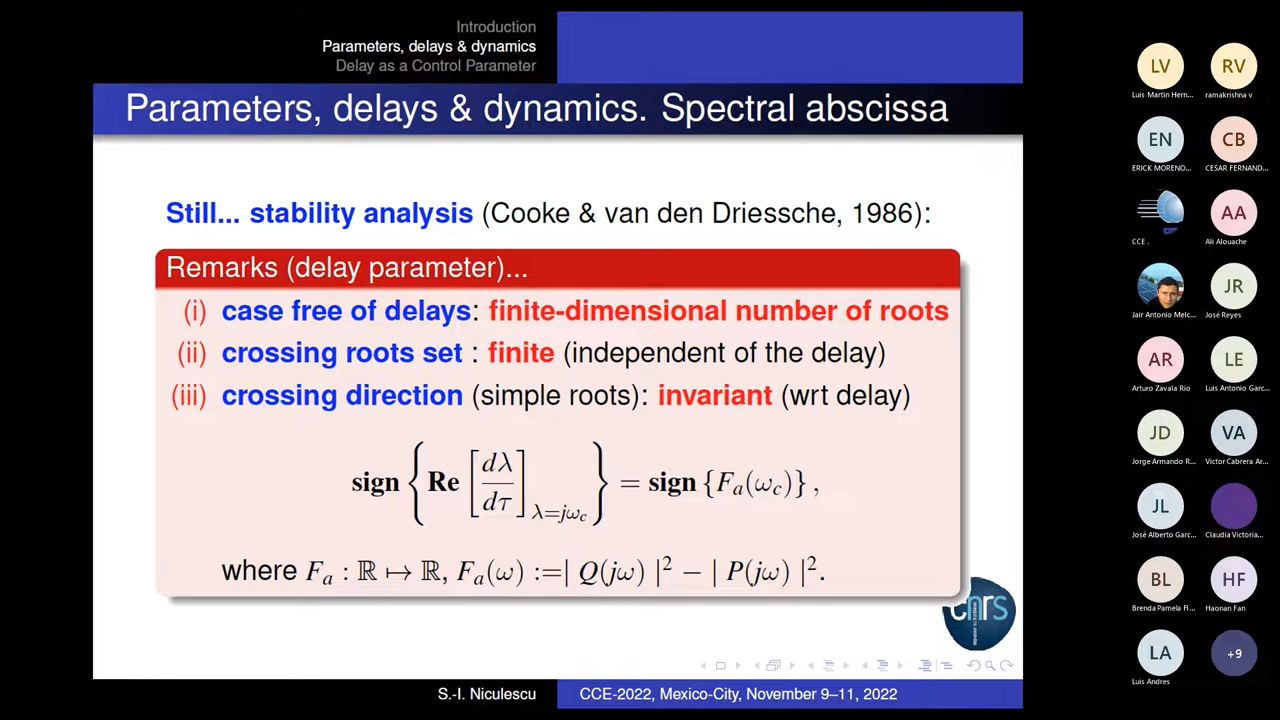 Introduction
Parameters, delays & dynamics
Delay as a Control Parameter
Parameters, delays & dynamics. Spectral abscissa
Still... stability analysis (Cooke & van den Driessche, 1986):
Remarks (delay parameter)...
(i) case free of delays: finite-dimensional number of roots
(ii) crossing roots set : finite (independent of the delay)
(iii) crossing direction (simple roots): invariant (wrt delay)
sign { Re [ dλ/dτ ]_{λ=jω_c} } = sign {F_a(ω_c)} ,
where F_a : ℝ ↦ ℝ, F_a(ω) :=| Q(jω) |² − | P(jω) |².
cnrs
S.-I. Niculescu
CCE-2022, Mexico-City, November 9–11, 2022
LV
RV
Luis Martin Hern...
ramakrishna v
EN
CB
ERICK MORENO...
CESAR FERNAND...
AA
CCE .
Ali Alouache
JR
Jair Antonio Melc...
José Reyes
AR
LE
Arturo Zavala Río
Luis Antonio Garc...
JD
VA
Jorge Armando R...
Victor Cabrera Ar...
JL
José Alberto Garc...
Claudia Victoria...
BL
HF
Brenda Pamela Fl...
Haonan Fan
LA
+9
Luis Andres